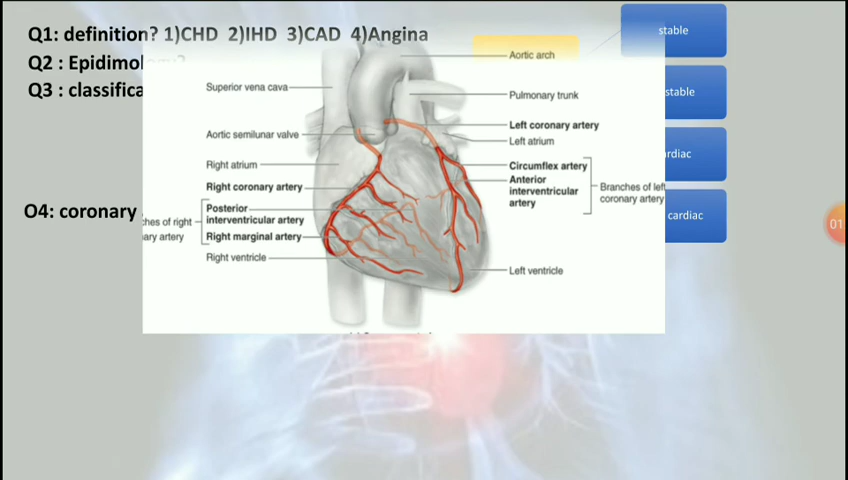 Q1: definition? 1)CHD 2)IHD 3)CAD 4)Angina
Q2 : Epidimol
Q3 : classifica
O4: coronary
stable
stable
rdiac
cardiac
01
Aortic arch
Superior vena cava
Pulmonary trunk
Left coronary artery
Aortic semilunar valve
Left atrium
Right atrium
Circumflex artery
Right coronary artery
Anterior
interventricular
artery
Branches of left
coronary artery
Posterior
interventricular artery
ches of right
ary artery
Right marginal artery
Right ventricle
Left ventricle